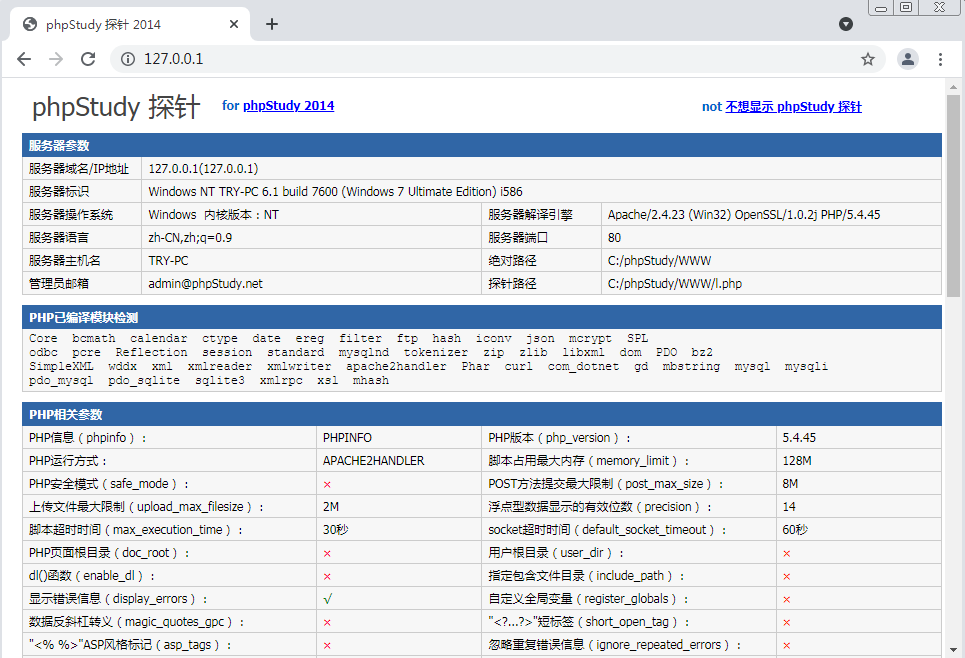 phpStudy 探针 2014
127.0.0.1
phpStudy 探针 for phpStudy 2014 not 不想显示 phpStudy 探针
服务器参数
服务器域名/IP地址 127.0.0.1(127.0.0.1)
服务器标识 Windows NT TRY-PC 6.1 build 7600 (Windows 7 Ultimate Edition) i586
服务器操作系统 Windows 内核版本：NT 服务器解译引擎 Apache/2.4.23 (Win32) OpenSSL/1.0.2j PHP/5.4.45
服务器语言 zh-CN,zh;q=0.9 服务器端口 80
服务器主机名 TRY-PC 绝对路径 C:/phpStudy/WWW
管理员邮箱 admin@phpStudy.net 探针路径 C:/phpStudy/WWW/l.php
PHP已编译模块检测
Core bcmath calendar ctype date ereg filter ftp hash iconv json mcrypt SPL
odbc pcre Reflection session standard mysqlnd tokenizer zip zlib libxml dom PDO bz2
SimpleXML wddx xml xmlreader xmlwriter apache2handler Phar curl com_dotnet gd mbstring mysql mysqli
pdo_mysql pdo_sqlite sqlite3 xmlrpc xsl mhash
PHP相关参数
PHP信息（phpinfo）： PHPINFO PHP版本（php_version）： 5.4.45
PHP运行方式： APACHE2HANDLER 脚本占用最大内存（memory_limit）： 128M
PHP安全模式（safe_mode）： × POST方法提交最大限制（post_max_size）： 8M
上传文件最大限制（upload_max_filesize）： 2M 浮点型数据显示的有效位数（precision）： 14
脚本超时时间（max_execution_time）： 30秒 socket超时时间（default_socket_timeout）： 60秒
PHP页面根目录（doc_root）： × 用户根目录（user_dir）： ×
dl()函数（enable_dl）： × 指定包含文件目录（include_path）： ×
显示错误信息（display_errors）： √ 自定义全局变量（register_globals）： ×
数据反斜杠转义（magic_quotes_gpc）： × "<?...?>"短标签（short_open_tag）： ×
"<% %>"ASP风格标记（asp_tags）： × 忽略重复错误信息（ignore_repeated_errors）： ×